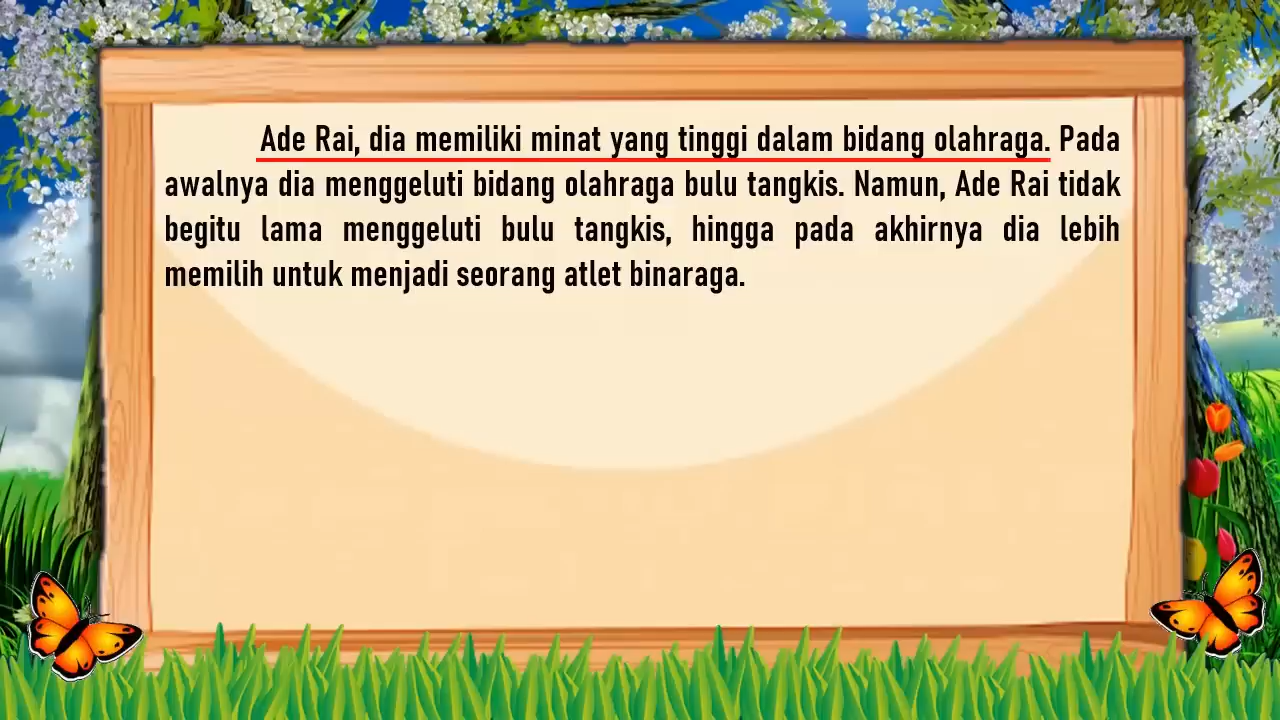 Ade Rai, dia memiliki minat yang tinggi dalam bidang olahraga. Pada
awalnya dia menggeluti bidang olahraga bulu tangkis. Namun, Ade Rai tidak
begitu lama menggeluti bulu tangkis, hingga pada akhirnya dia lebih
memilih untuk menjadi seorang atlet binaraga.